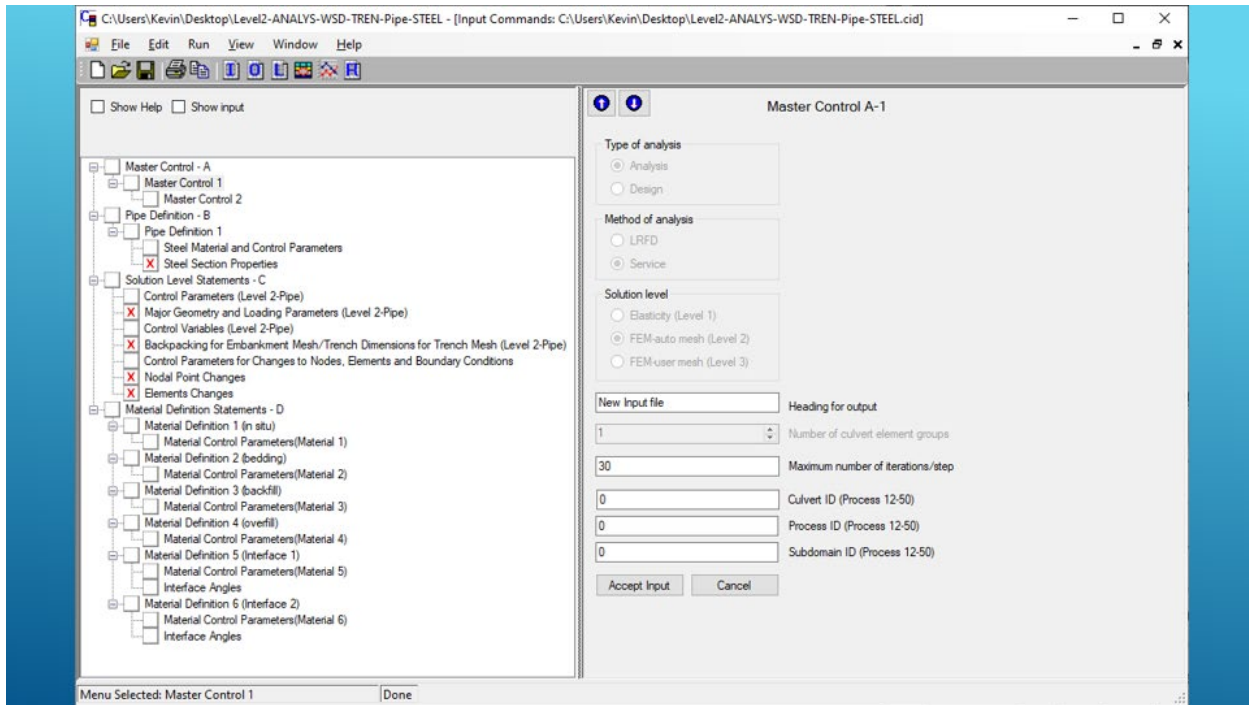 C:\Users\Kevin\Desktop\Level2-ANALYS-WSD-TREN-Pipe-STEEL - [Input Commands: C:\Users\Kevin\Desktop\Level2-ANALYS-WSD-TREN-Pipe-STEEL.cid]
File Edit Run View Window Help
Show Help Show input
Master Control - A
Master Control 1
Master Control 2
Pipe Definition - B
Pipe Definition 1
Steel Material and Control Parameters
X Steel Section Properties
Solution Level Statements - C
Control Parameters (Level 2-Pipe)
X Major Geometry and Loading Parameters (Level 2-Pipe)
Control Variables (Level 2-Pipe)
X Backpacking for Embankment Mesh/Trench Dimensions for Trench Mesh (Level 2-Pipe)
Control Parameters for Changes to Nodes, Elements and Boundary Conditions
X Nodal Point Changes
X Elements Changes
Material Definition Statements - D
Material Definition 1 (in situ)
Material Control Parameters(Material 1)
Material Definition 2 (bedding)
Material Control Parameters(Material 2)
Material Definition 3 (backfill)
Material Control Parameters(Material 3)
Material Definition 4 (overfill)
Material Control Parameters(Material 4)
Material Definition 5 (Interface 1)
Material Control Parameters(Material 5)
Interface Angles
Material Definition 6 (Interface 2)
Material Control Parameters(Material 6)
Interface Angles
Master Control A-1
Type of analysis
Analysis
Design
Method of analysis
LRFD
Service
Solution level
Elasticity (Level 1)
FEM-auto mesh (Level 2)
FEM-user mesh (Level 3)
New Input file Heading for output
1 Number of culvert element groups
30 Maximum number of iterations/step
0 Culvert ID (Process 12-50)
0 Process ID (Process 12-50)
0 Subdomain ID (Process 12-50)
Accept Input Cancel
Menu Selected: Master Control 1 Done